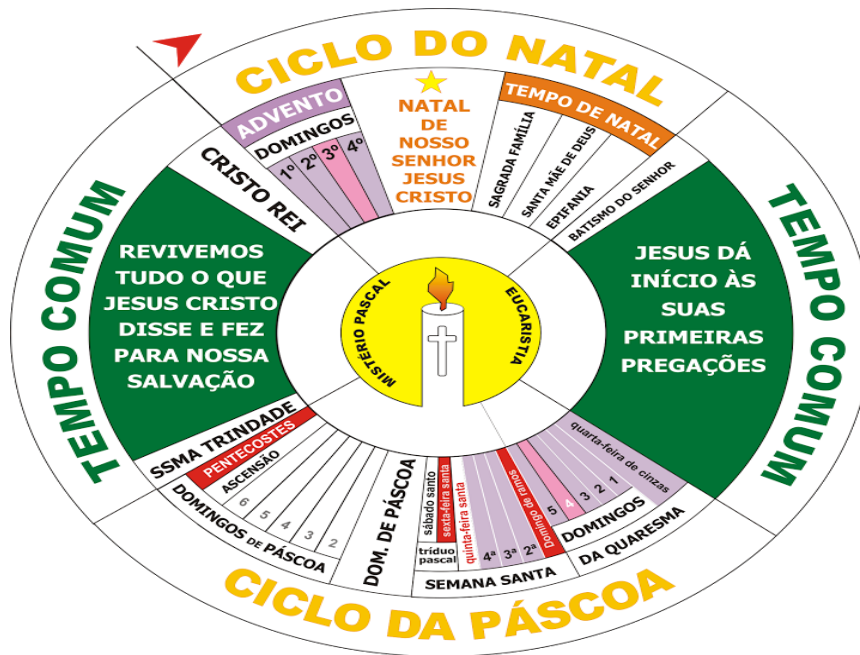 CICLO DO NATAL
ADVENTO
DOMINGOS
1º
2º
3º
4º
NATAL
DE
NOSSO
SENHOR
JESUS
CRISTO
TEMPO DE NATAL
SAGRADA FAMÍLIA
SANTA MÃE DE DEUS
EPIFANIA
BATISMO DO SENHOR
TEMPO COMUM
JESUS DÁ
INÍCIO ÀS
SUAS
PRIMEIRAS
PREGAÇÕES
quarta-feira de cinzas
1
2
3
4
5
DOMINGOS
DA QUARESMA
Domingo de ramos
2ª
3ª
4ª
quinta-feira santa
sexta-feira santa
sábado santo
tríduo
pascal
SEMANA SANTA
CICLO DA PÁSCOA
DOM. DE PÁSCOA
2
3
4
5
6
DOMINGOS DE PÁSCOA
ASCENSÃO
PENTECOSTES
SSMA TRINDADE
TEMPO COMUM
REVIVEMOS
TUDO O QUE
JESUS CRISTO
DISSE E FEZ
PARA NOSSA
SALVAÇÃO
CRISTO REI
MISTÉRIO PASCAL
EUCARISTIA